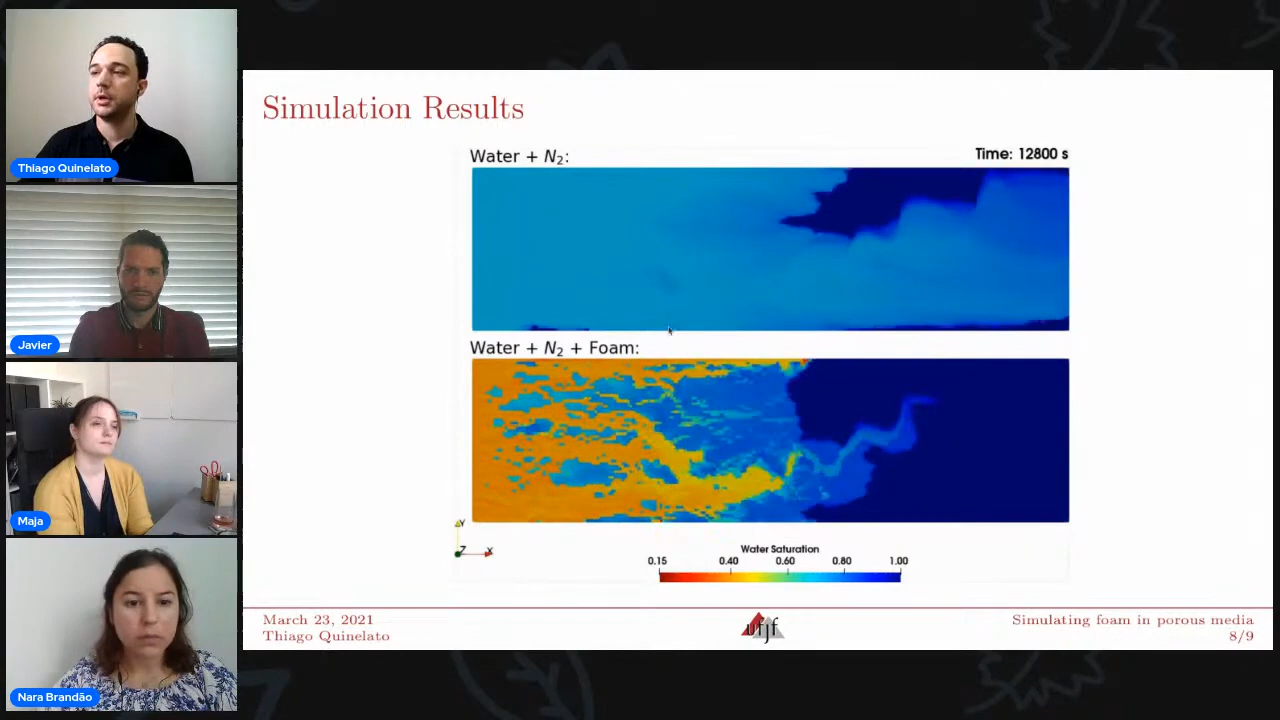 Thiago Quinelato
Javier
Maja
Nara Brandão
Simulation Results
Water + N₂:
Time: 12800 s
Water + N₂ + Foam:
Y
Z X
Water Saturation
0.15 0.40 0.60 0.80 1.00
March 23, 2021
Thiago Quinelato
ufjf
Simulating foam in porous media
8/9